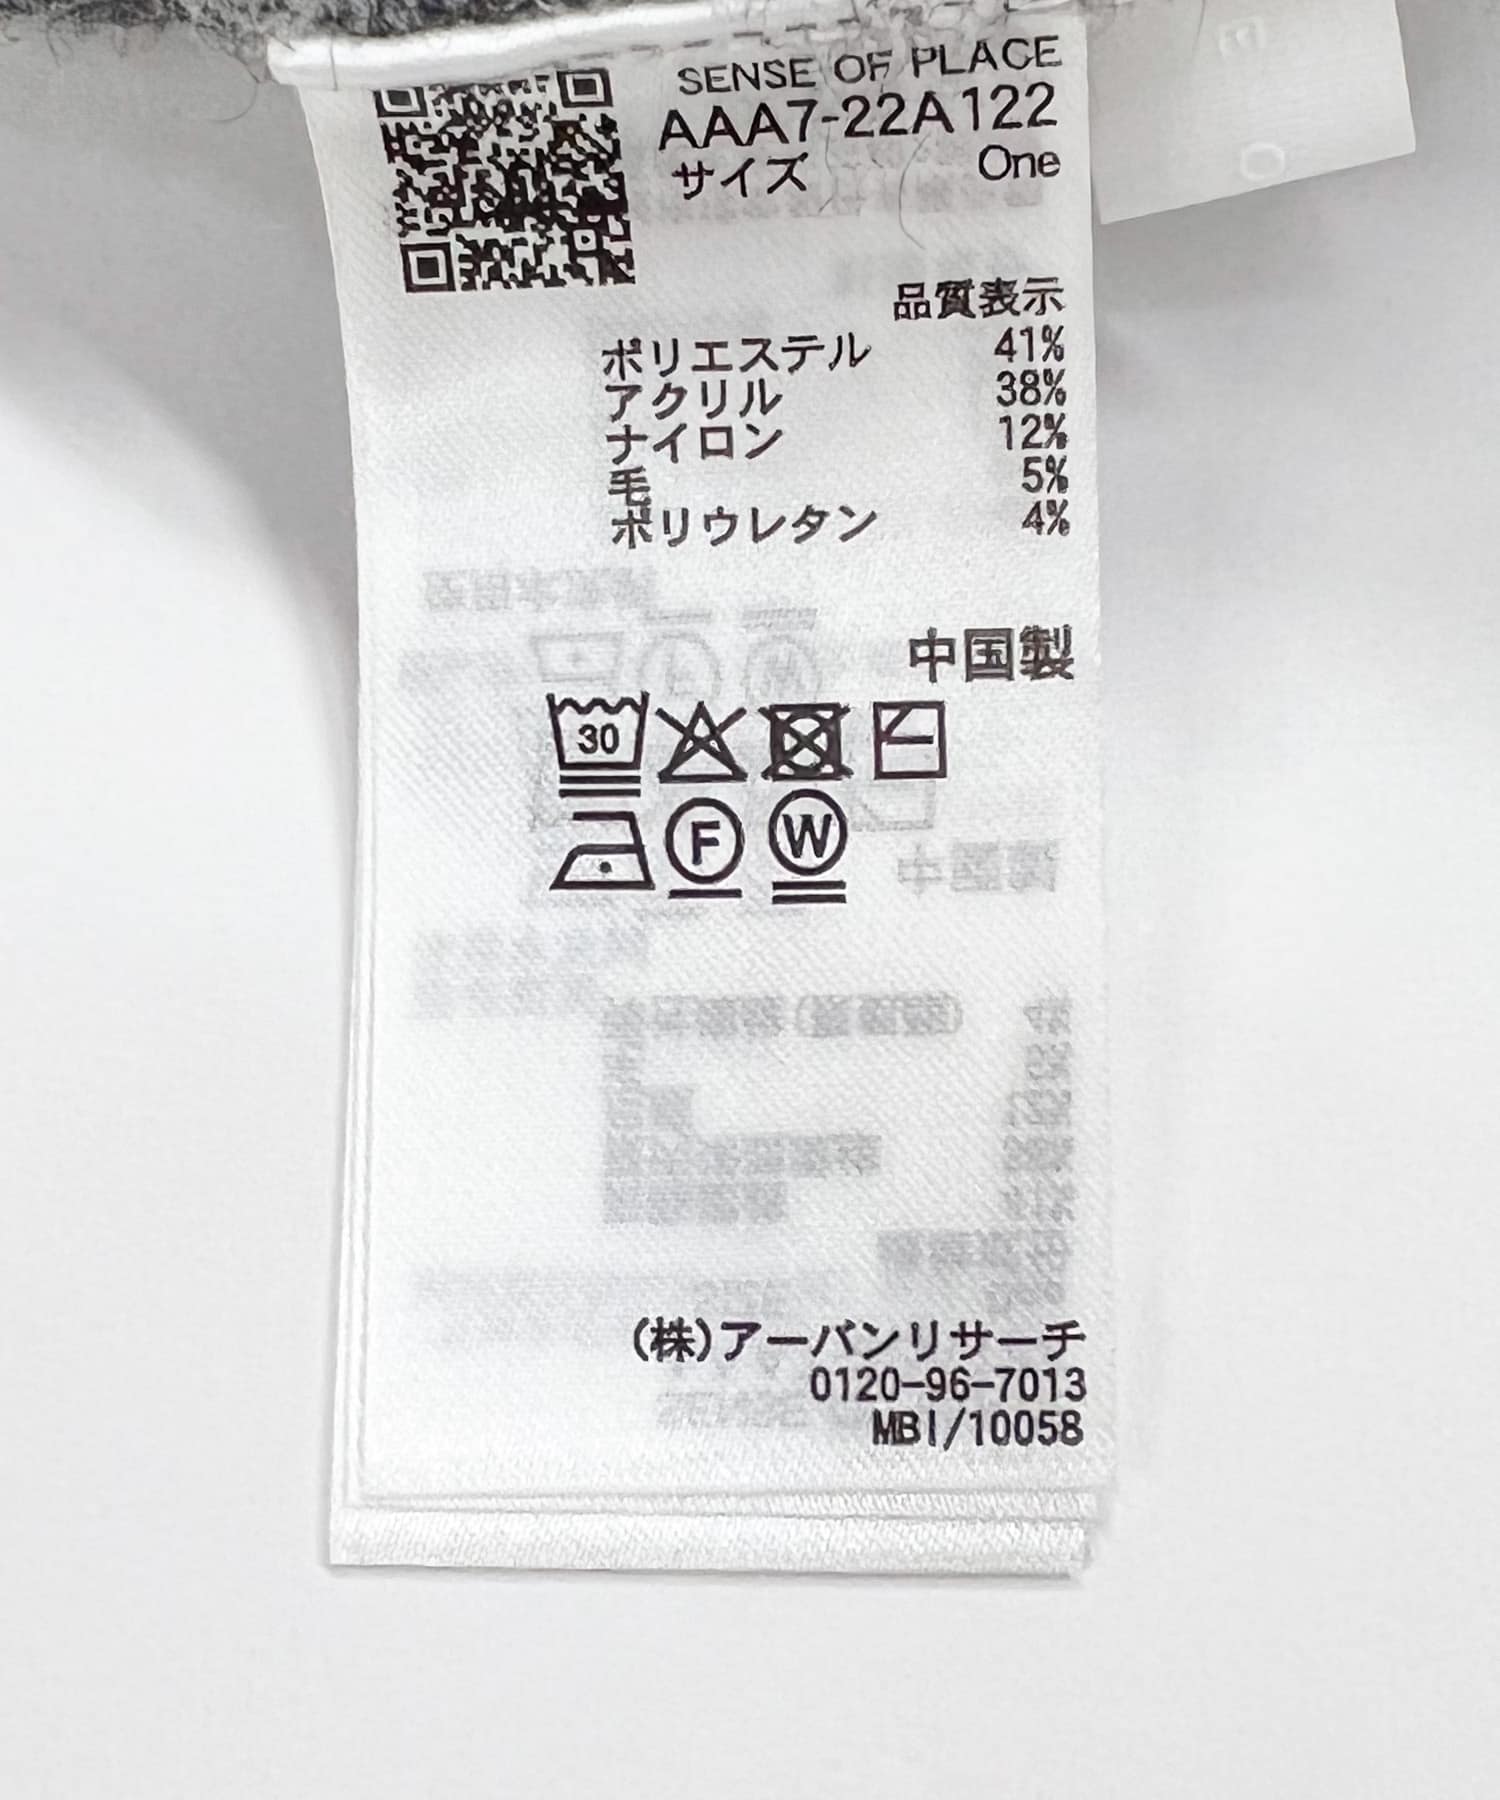 SENSE OF PLACE
AAA7-22A122
サイズ One
品質表示
ポリエステル 41%
アクリル 38%
ナイロン 12%
毛 5%
ポリウレタン 4%
中国製
30
F W
(株)アーバンリサーチ
0120-96-7013
MBI/10058